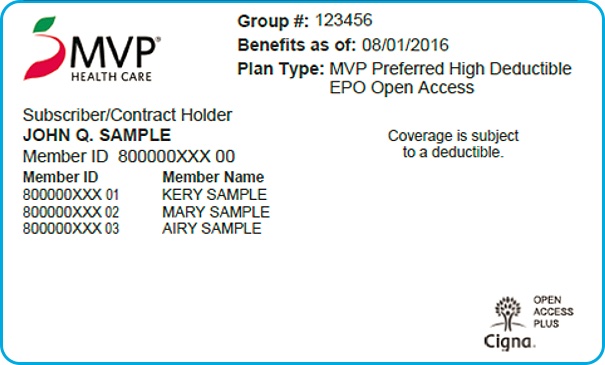 MVP®
HEALTH CARE
Group #: 123456
Benefits as of: 08/01/2016
Plan Type: MVP Preferred High Deductible
EPO Open Access
Subscriber/Contract Holder
JOHN Q. SAMPLE
Member ID 800000XXX 00
Member ID Member Name
800000XXX 01 KERY SAMPLE
800000XXX 02 MARY SAMPLE
800000XXX 03 AIRY SAMPLE
Coverage is subject
to a deductible.
Cigna.
OPEN
ACCESS
PLUS